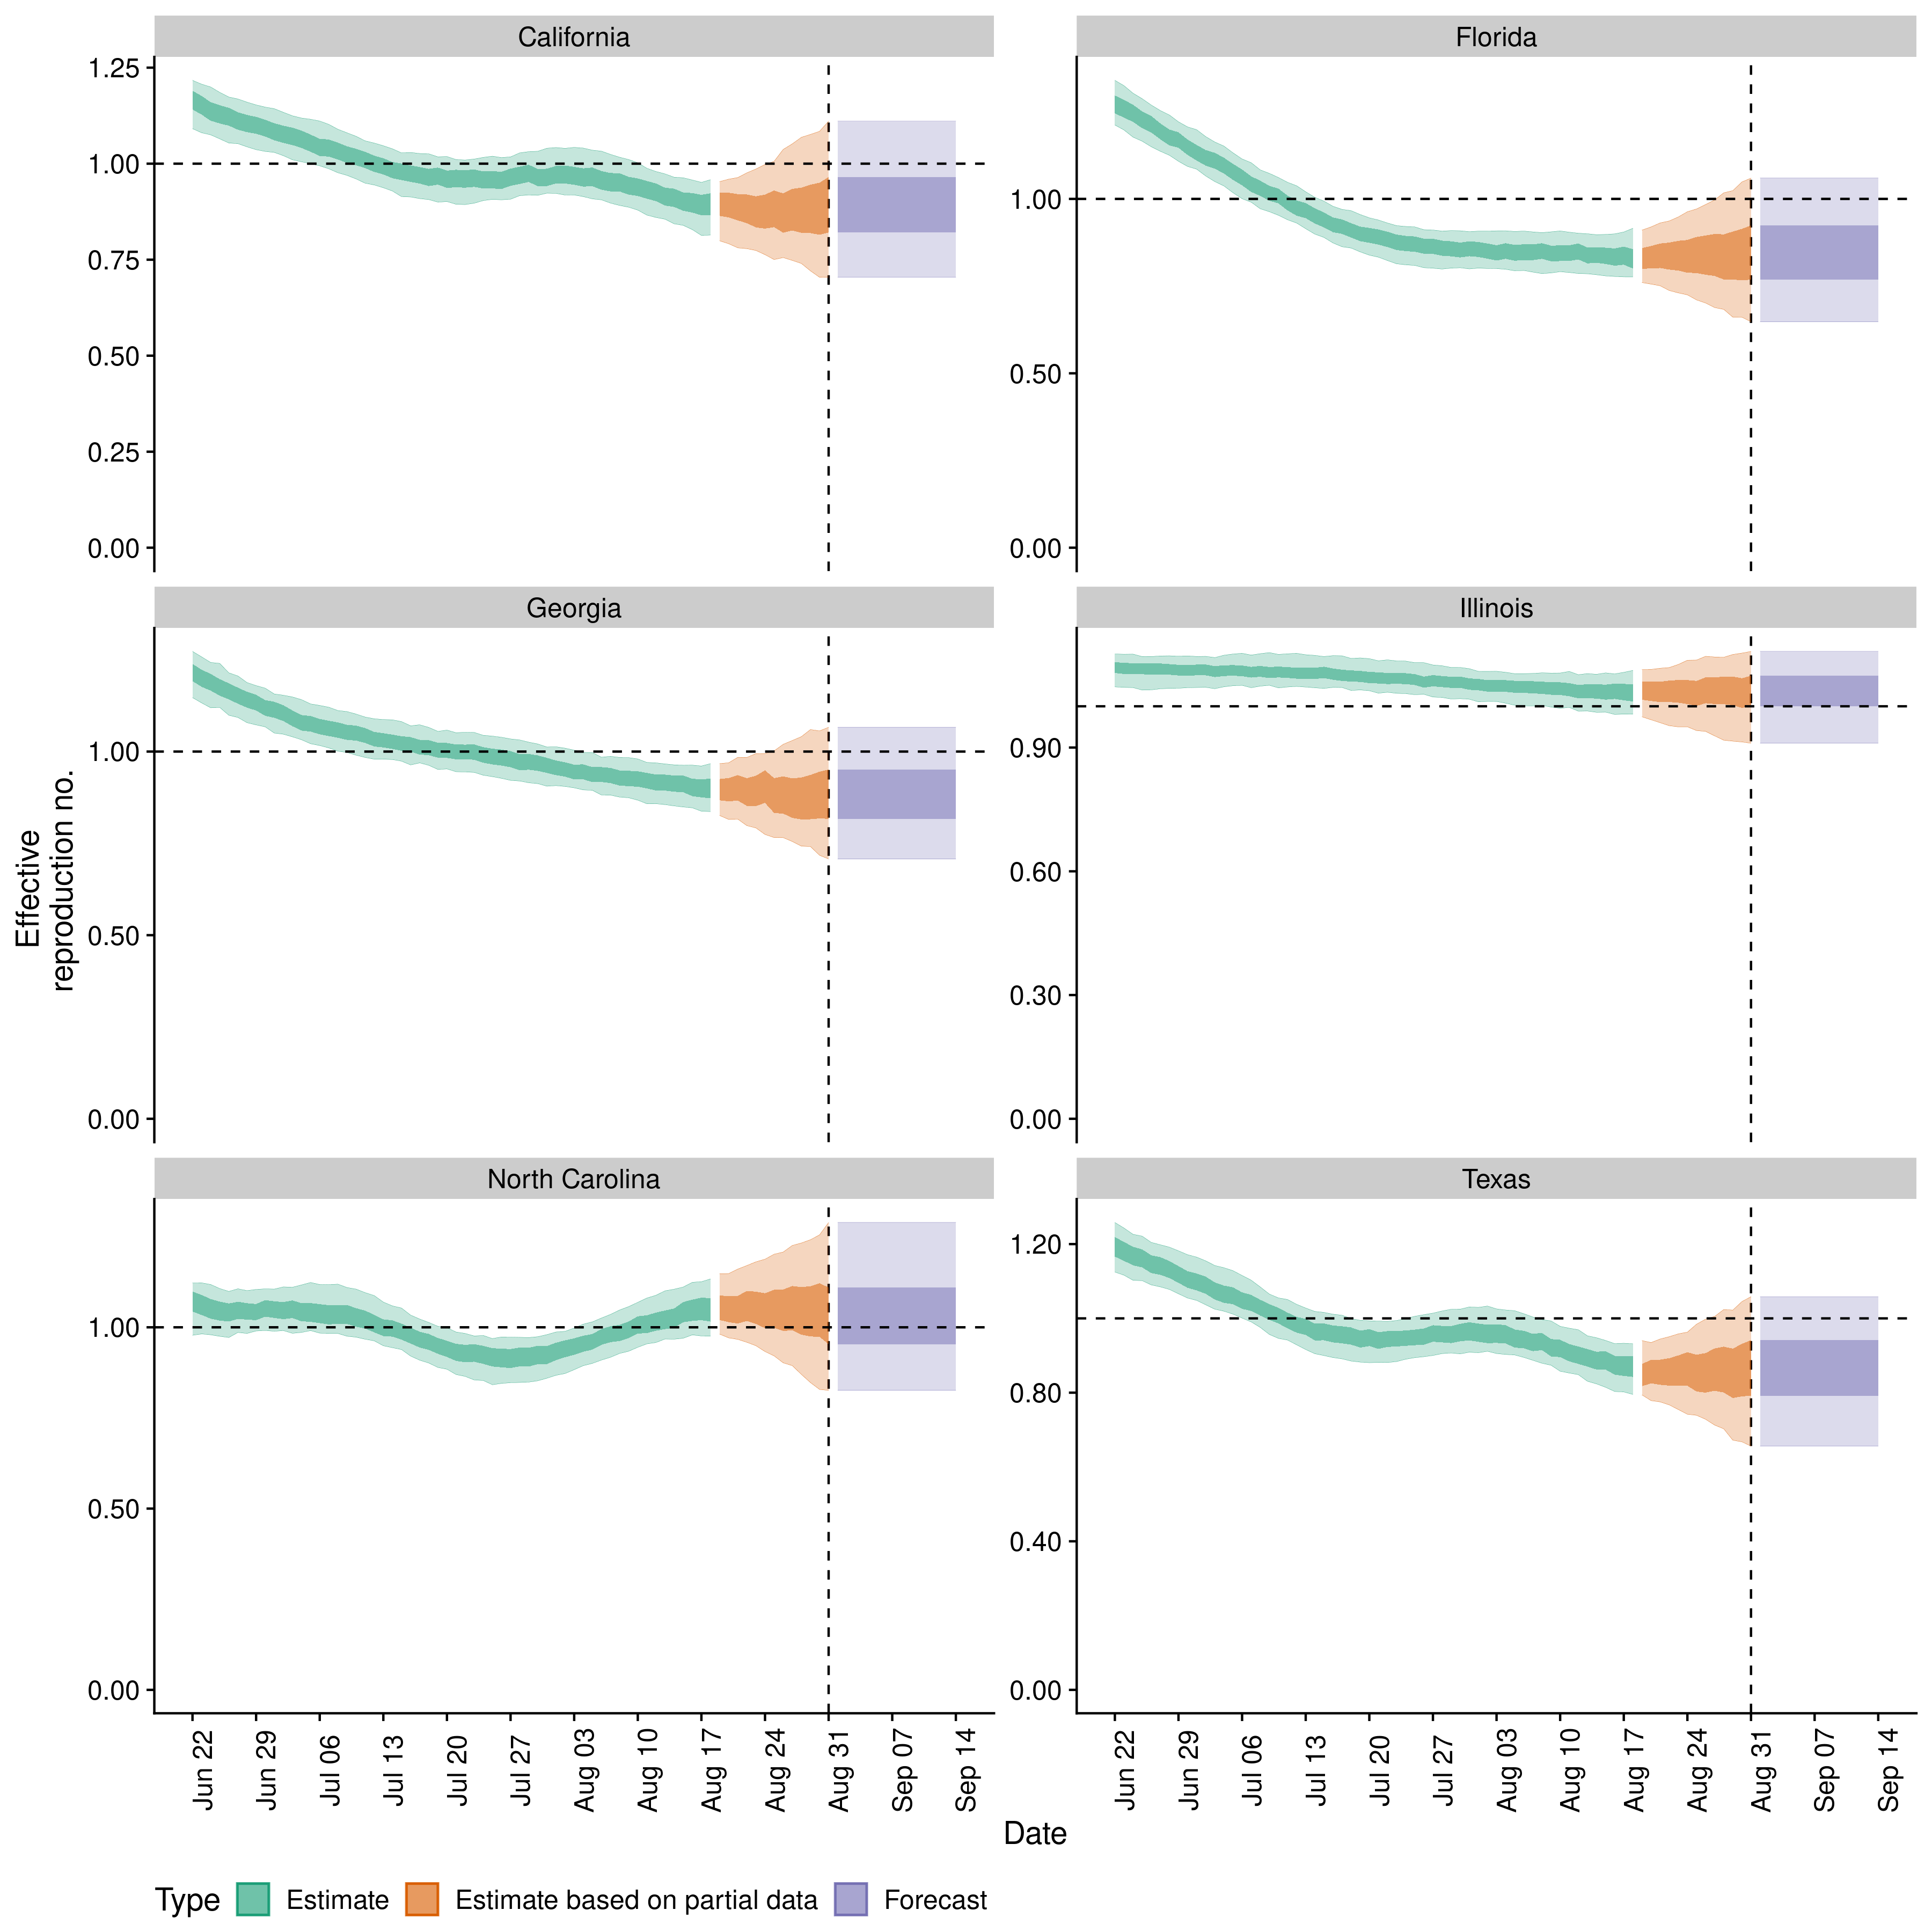 California
Florida
1.25
1.00
0.75
0.50
0.25
0.00
1.00
0.50
0.00
Georgia
Illinois
1.00
0.50
0.00
0.90
0.60
0.30
0.00
North Carolina
Texas
1.00
0.50
0.00
1.20
0.80
0.40
0.00
Effective
reproduction no.
Jun 22
Jun 29
Jul 06
Jul 13
Jul 20
Jul 27
Aug 03
Aug 10
Aug 17
Aug 24
Aug 31
Sep 07
Sep 14
Jun 22
Jun 29
Jul 06
Jul 13
Jul 20
Jul 27
Aug 03
Aug 10
Aug 17
Aug 24
Aug 31
Sep 07
Sep 14
Date
Type Estimate Estimate based on partial data Forecast